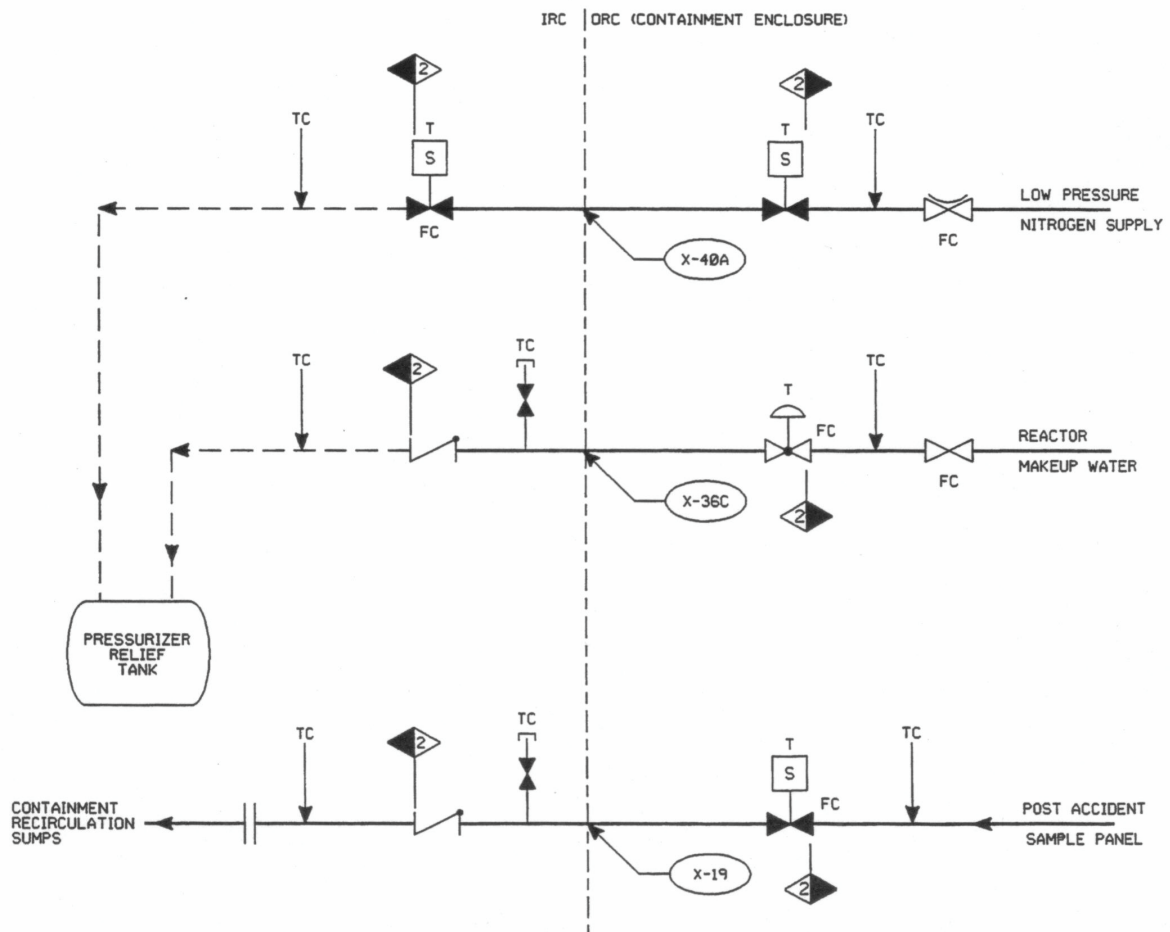 IRC ORC (CONTAINMENT ENCLOSURE)
2
2
TC
T
S
T
S
TC
FC
FC
LOW PRESSURE
NITROGEN SUPPLY
X-40A
TC
2
TC
T
FC
TC
FC
REACTOR
MAKEUP WATER
X-36C
2
PRESSURIZER
RELIEF
TANK
TC
2
TC
T
S
FC
TC
CONTAINMENT
RECIRCULATION
SUMPS
POST ACCIDENT
SAMPLE PANEL
X-19
2